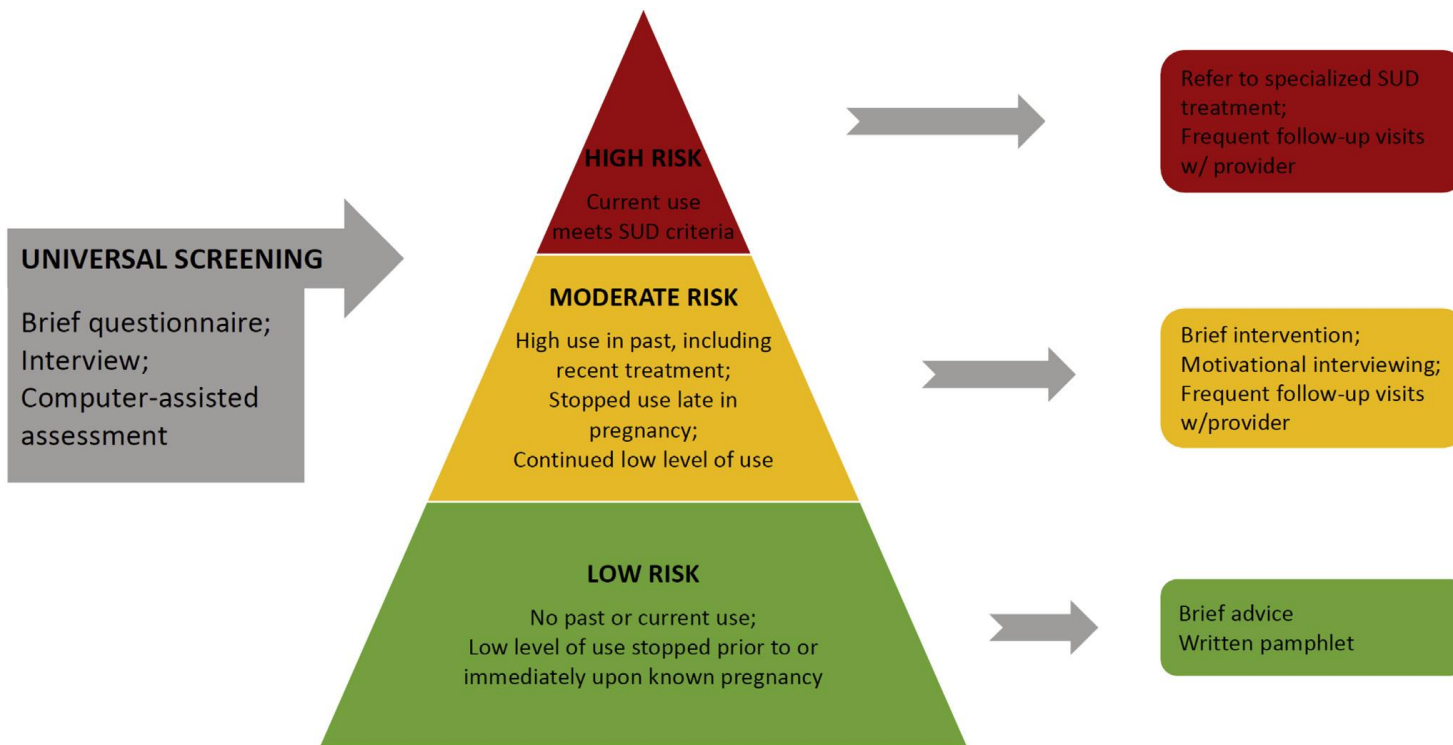 UNIVERSAL SCREENING
Brief questionnaire;
Interview;
Computer-assisted
assessment
HIGH RISK
Current use
meets SUD criteria
MODERATE RISK
High use in past, including
recent treatment;
Stopped use late in
pregnancy;
Continued low level of use
LOW RISK
No past or current use;
Low level of use stopped prior to or
immediately upon known pregnancy
Refer to specialized SUD
treatment;
Frequent follow-up visits
w/ provider
Brief intervention;
Motivational interviewing;
Frequent follow-up visits
w/provider
Brief advice
Written pamphlet